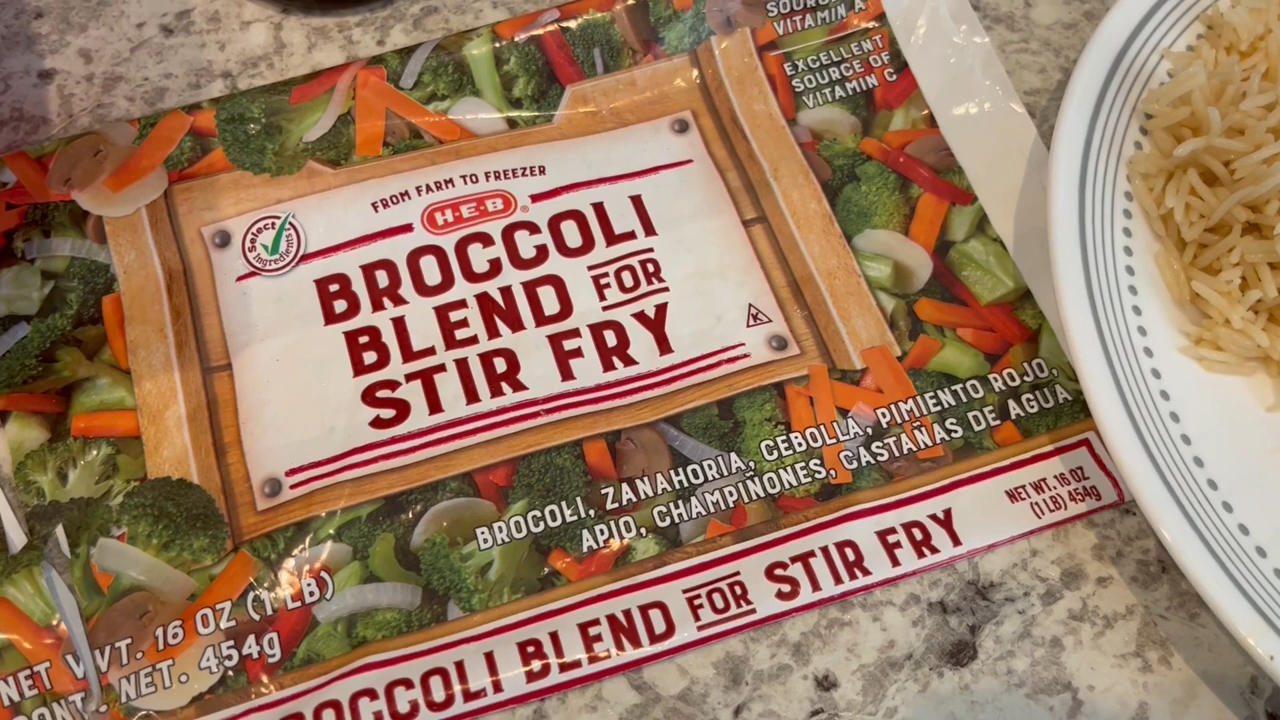 SOURCE OF
VITAMIN A
EXCELLENT
SOURCE OF
VITAMIN C
FROM FARM TO FREEZER
H-E-B®
Select
Ingredients
BROCCOLI
BLEND FOR
STIR FRY
K
BROCOLI, ZANAHORIA, CEBOLLA, PIMIENTO ROJO,
APIO, CHAMPIÑONES, CASTAÑAS DE AGUA
NET WT. 16 OZ (1 LB)
CONT. NET. 454g
BROCCOLI BLEND FOR STIR FRY
NET WT. 16 OZ
(1 LB) 454g